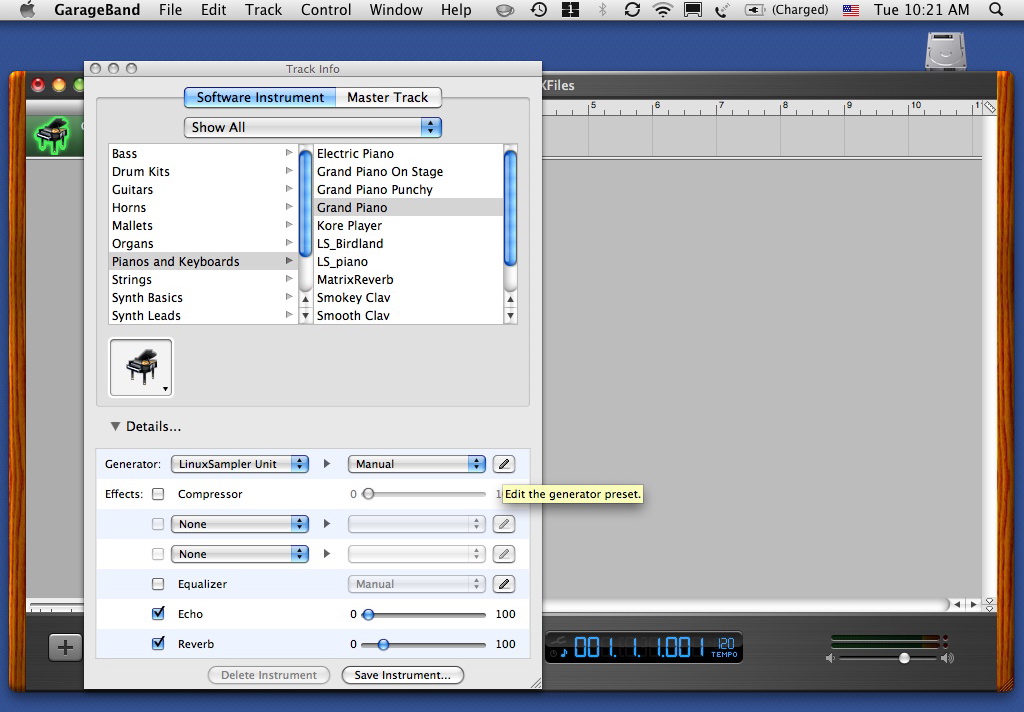 GarageBand File Edit Track Control Window Help (Charged) Tue 10:21 AM
Track Info
XFiles
Software Instrument Master Track
5 6 7 8 9 10 11
Show All
Bass Electric Piano
Drum Kits Grand Piano On Stage
Guitars Grand Piano Punchy
Horns Grand Piano
Mallets Kore Player
Organs LS_Birdland
Pianos and Keyboards LS_piano
Strings MatrixReverb
Synth Basics Smokey Clav
Synth Leads Smooth Clav
Details...
Generator: LinuxSampler Unit Manual
Effects: Compressor 0
Edit the generator preset.
None
None
Equalizer Manual
Echo 0 100
Reverb 0 100
001. 1. 1.001 120
TEMPO
Delete Instrument Save Instrument...